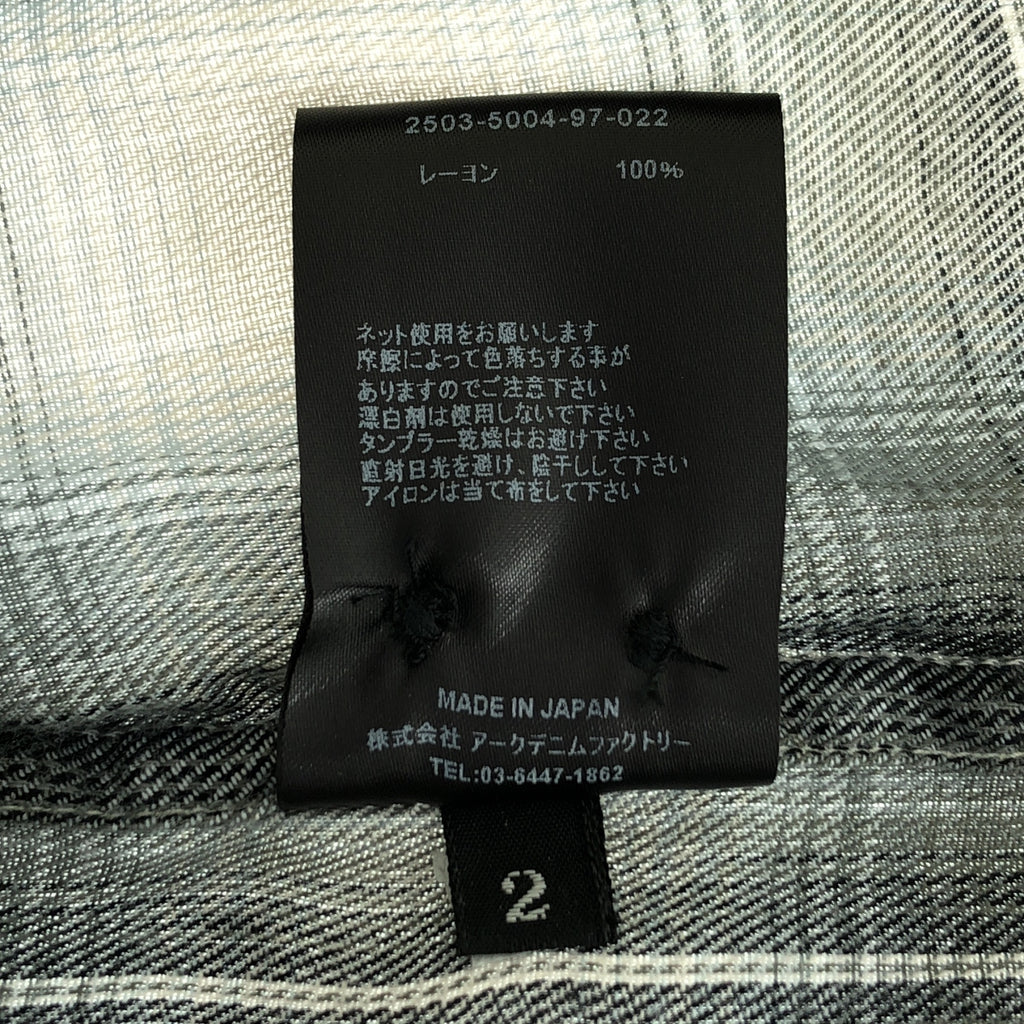 2503-5004-97-022
レーヨン 100%
ネット使用をお願いします
摩擦によって色落ちする事が
ありますのでご注意下さい
漂白剤は使用しないで下さい
タンブラー乾燥はお避け下さい
直射日光を避け、陰干しして下さい
アイロンは当て布をして下さい
MADE IN JAPAN
株式会社 アークデニムファクトリー
TEL:03-6447-1862
2